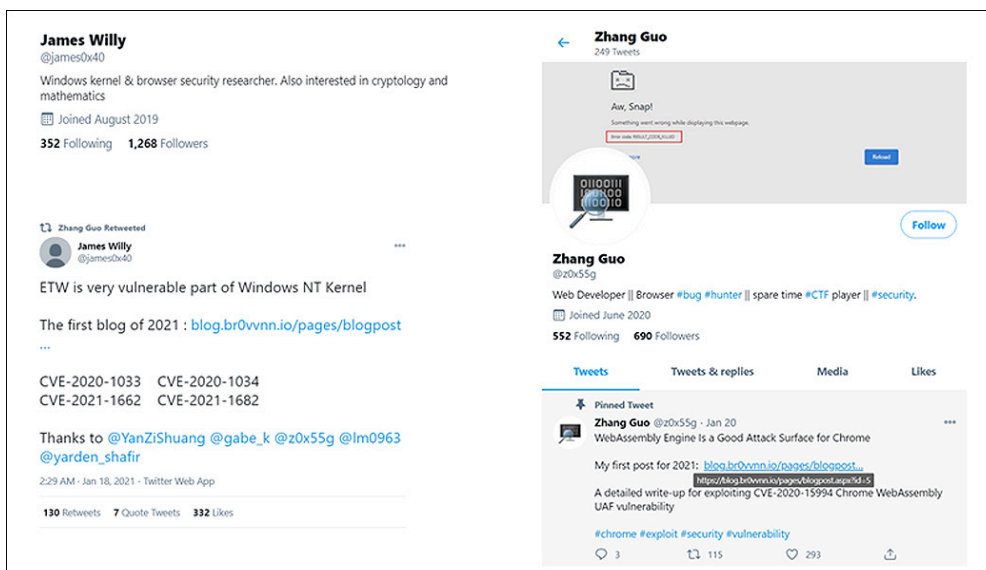 James Willy
@james0x40
Windows kernel & browser security researcher. Also interested in cryptology and
mathematics
Joined August 2019
352 Following 1,268 Followers
Zhang Guo Retweeted
James Willy
@james0x40
ETW is very vulnerable part of Windows NT Kernel
The first blog of 2021 : blog.br0vvnn.io/pages/blogpost
...
CVE-2020-1033 CVE-2020-1034
CVE-2021-1662 CVE-2021-1682
Thanks to @YanZiShuang @gabe_k @z0x55g @lm0963
@yarden_shafir
2:29 AM · Jan 18, 2021 · Twitter Web App
130 Retweets 7 Quote Tweets 332 Likes
Zhang Guo
249 Tweets
Aw, Snap!
Something went wrong while displaying this webpage.
Error code: RESULT_CODE_KILLED
more
Reload
Follow
Zhang Guo
@z0x55g
Web Developer || Browser #bug #hunter || spare time #CTF player || #security.
Joined June 2020
552 Following 690 Followers
Tweets Tweets & replies Media Likes
Pinned Tweet
Zhang Guo @z0x55g · Jan 20
WebAssembly Engine Is a Good Attack Surface for Chrome
My first post for 2021: blog.br0vvnn.io/pages/blogpost...
https://blog.br0vvnn.io/pages/blogpost.aspx?id=5
A detailed write-up for exploiting CVE-2020-15994 Chrome WebAssembly
UAF vulnerability
#chrome #exploit #security #vulnerability
3 115 293